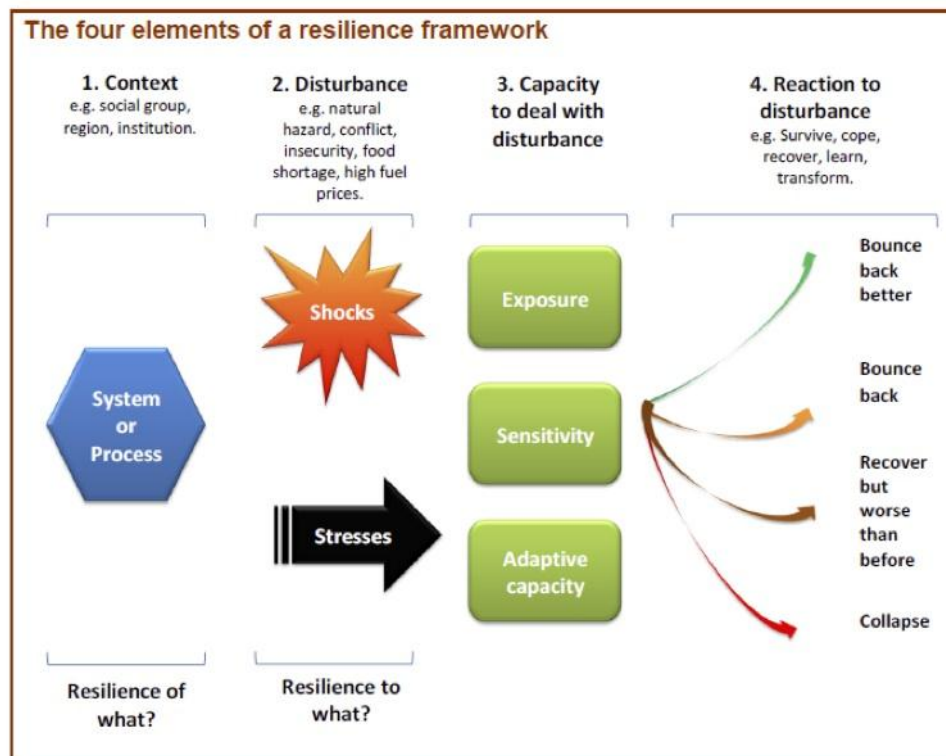 The four elements of a resilience framework
1. Context
e.g. social group,
region, institution.
2. Disturbance
e.g. natural
hazard, conflict,
insecurity, food
shortage, high fuel
prices.
3. Capacity
to deal with
disturbance
4. Reaction to
disturbance
e.g. Survive, cope,
recover, learn,
transform.
System
or
Process
Shocks
Stresses
Exposure
Sensitivity
Adaptive
capacity
Bounce
back
better
Bounce
back
Recover
but
worse
than
before
Collapse
Resilience of
what?
Resilience to
what?